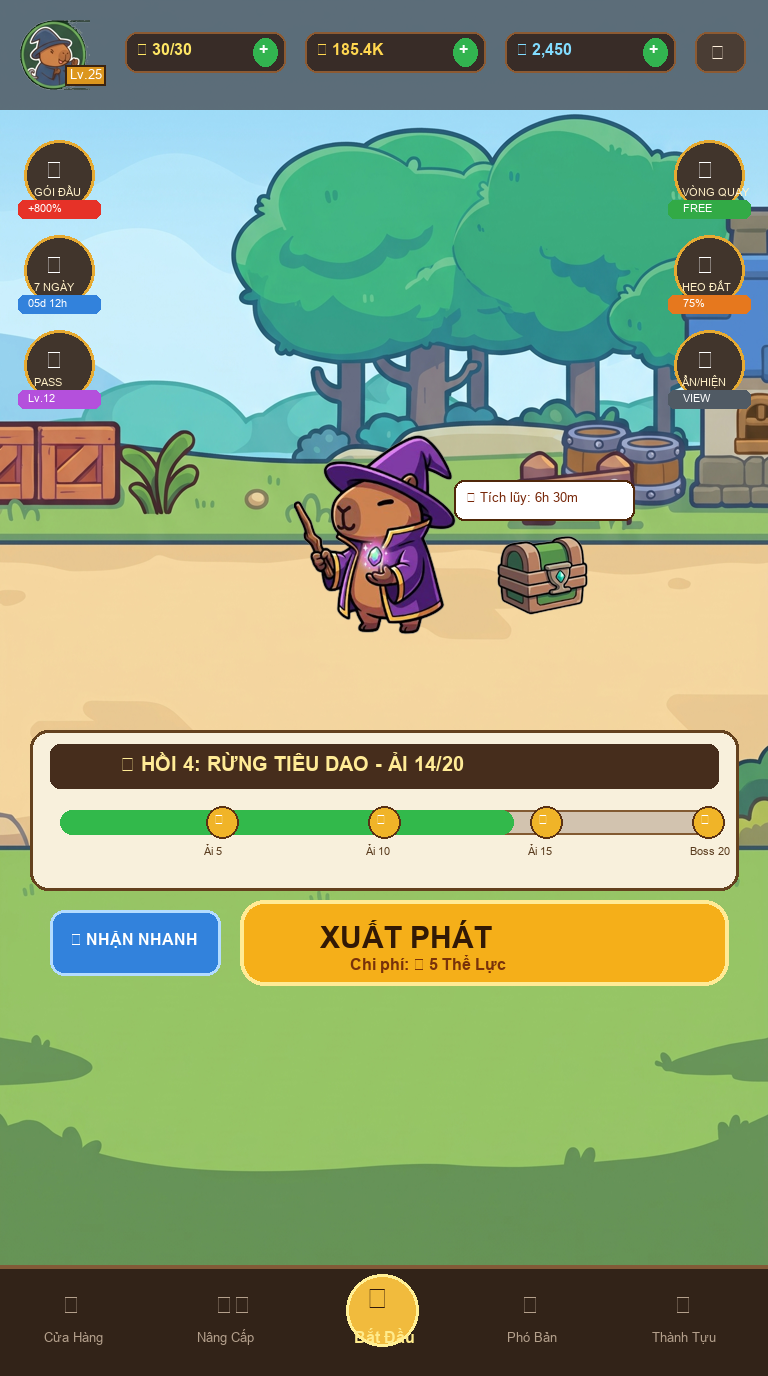 Lv.25
30/30 +
185.4K +
2,450 +
GÓI ĐẦU
+800%
VÒNG QUAY
FREE
7 NGÀY
05d 12h
HEO ĐẤT
75%
PASS
Lv.12
ẨN/HIỆN
VIEW
Tích lũy: 6h 30m
HỒI 4: RỪNG TIÊU DAO - ẢI 14/20
Ải 5
Ải 10
Ải 15
Boss 20
NHẬN NHANH
XUẤT PHÁT
Chi phí: 5 Thể Lực
Cửa Hàng
Nâng Cấp
Bắt Đầu
Phó Bản
Thành Tựu